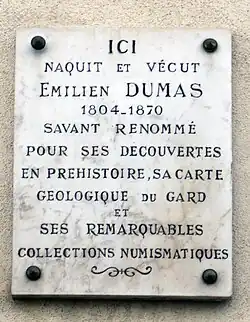 ICI
NAQUIT ET VÉCUT
EMILIEN DUMAS
1804-1870
SAVANT RENOMMÉ
POUR SES DECOUVERTES
EN PREHISTOIRE, SA CARTE
GEOLOGIQUE DU GARD
ET
SES REMARQUABLES
COLLECTIONS NUMISMATIQUES